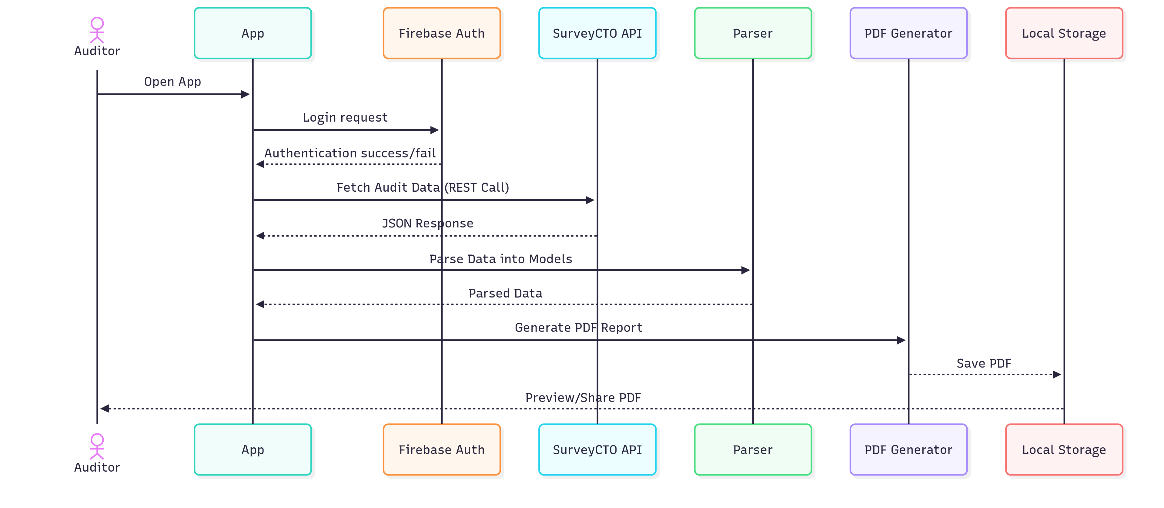 Auditor
App
Firebase Auth
SurveyCTO API
Parser
PDF Generator
Local Storage
Open App
Login request
Authentication success/fail
Fetch Audit Data (REST Call)
JSON Response
Parse Data into Models
Parsed Data
Generate PDF Report
Save PDF
Preview/Share PDF
Auditor
App
Firebase Auth
SurveyCTO API
Parser
PDF Generator
Local Storage